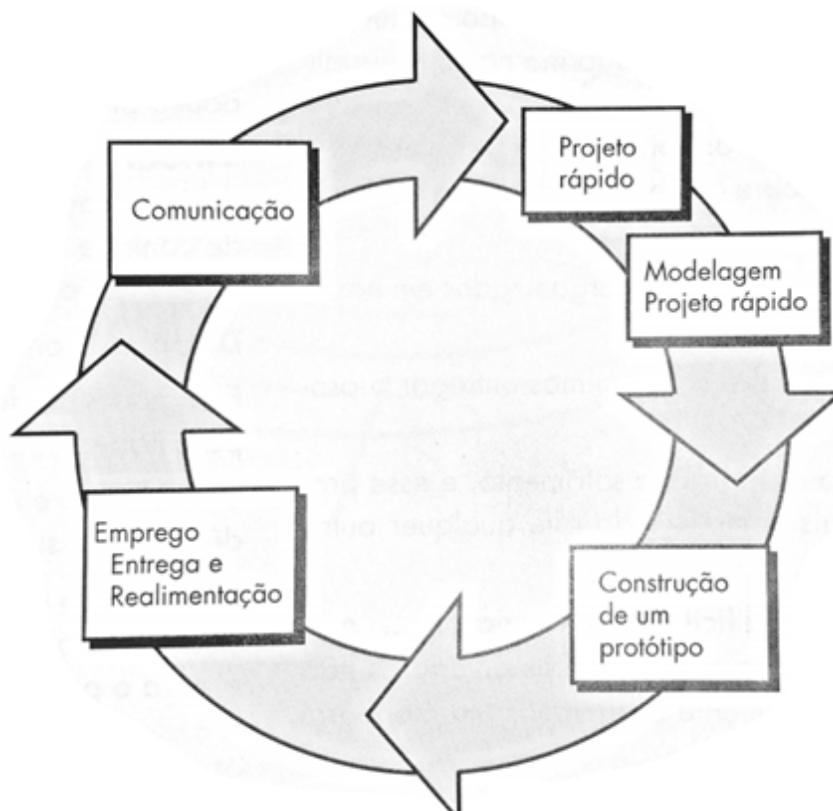 Comunicação
Projeto
rápido
Modelagem
Projeto rápido
Construção
de um
protótipo
Emprego
Entrega e
Realimentação